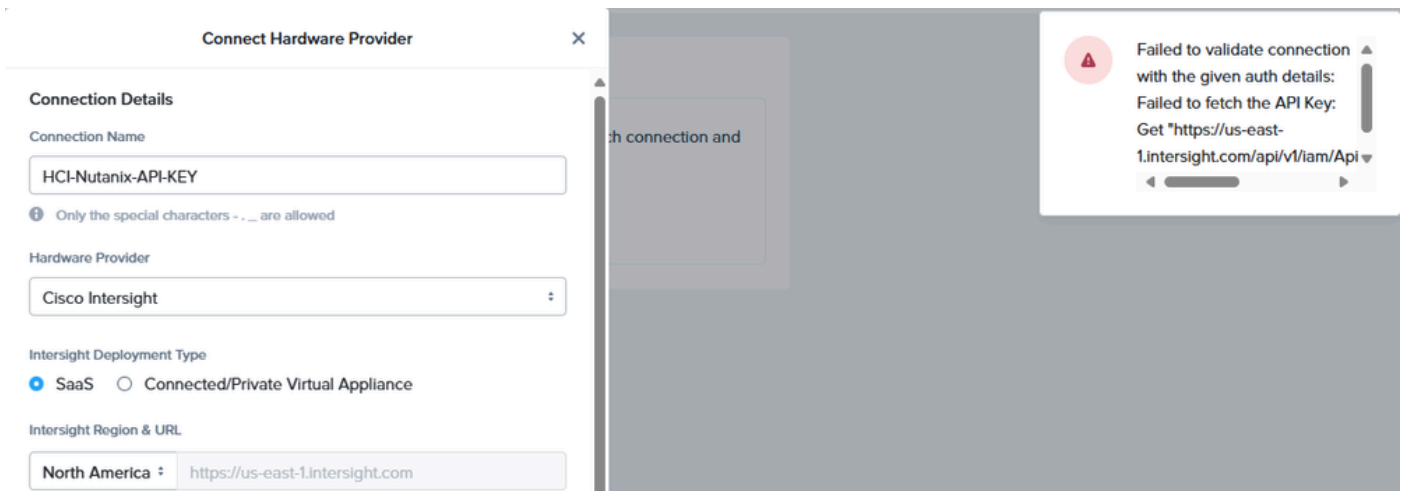 Connect Hardware Provider
Connection Details
Connection Name
HCI-Nutanix-API-KEY
Only the special characters - . _ are allowed
Hardware Provider
Cisco Intersight
Intersight Deployment Type
SaaS
Connected/Private Virtual Appliance
Intersight Region & URL
North America
https://us-east-1.intersight.com
h connection and
Failed to validate connection
with the given auth details:
Failed to fetch the API Key:
Get "https://us-east-
1.intersight.com/api/v1/iam/Api